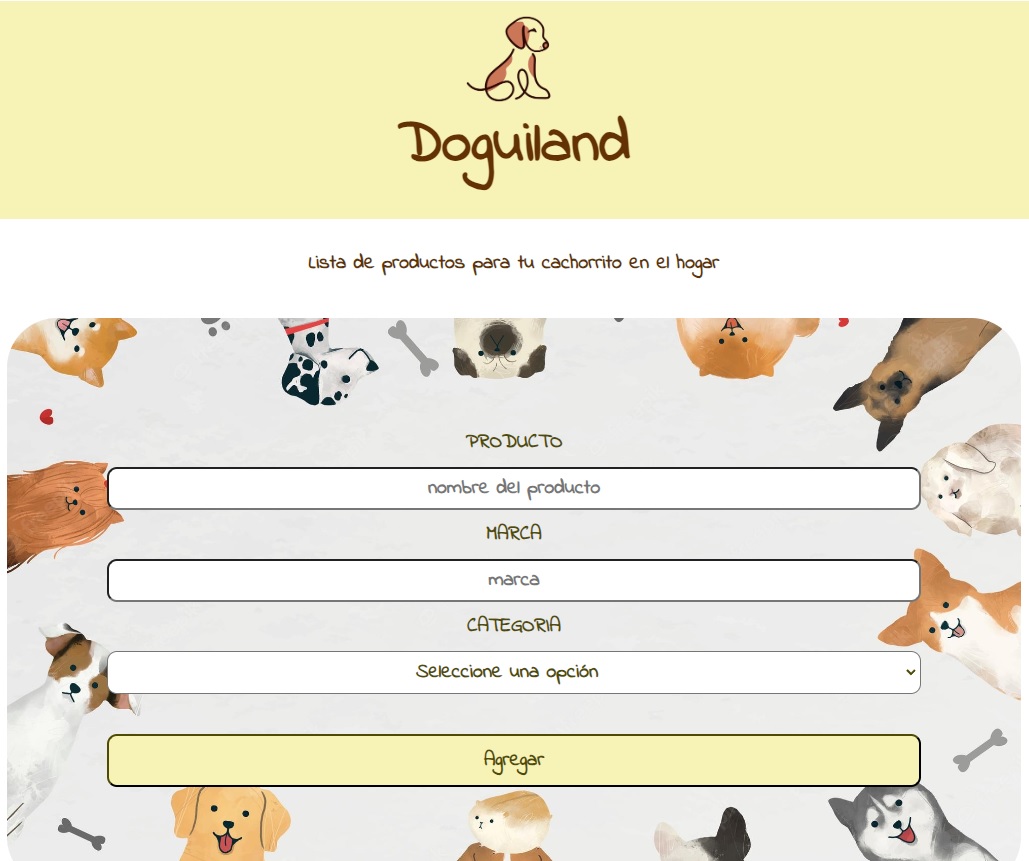 Doguiland
Lista de productos para tu cachorrito en el hogar
PRODUCTO
nombre del producto
MARCA
marca
CATEGORIA
Seleccione una opción
Agregar